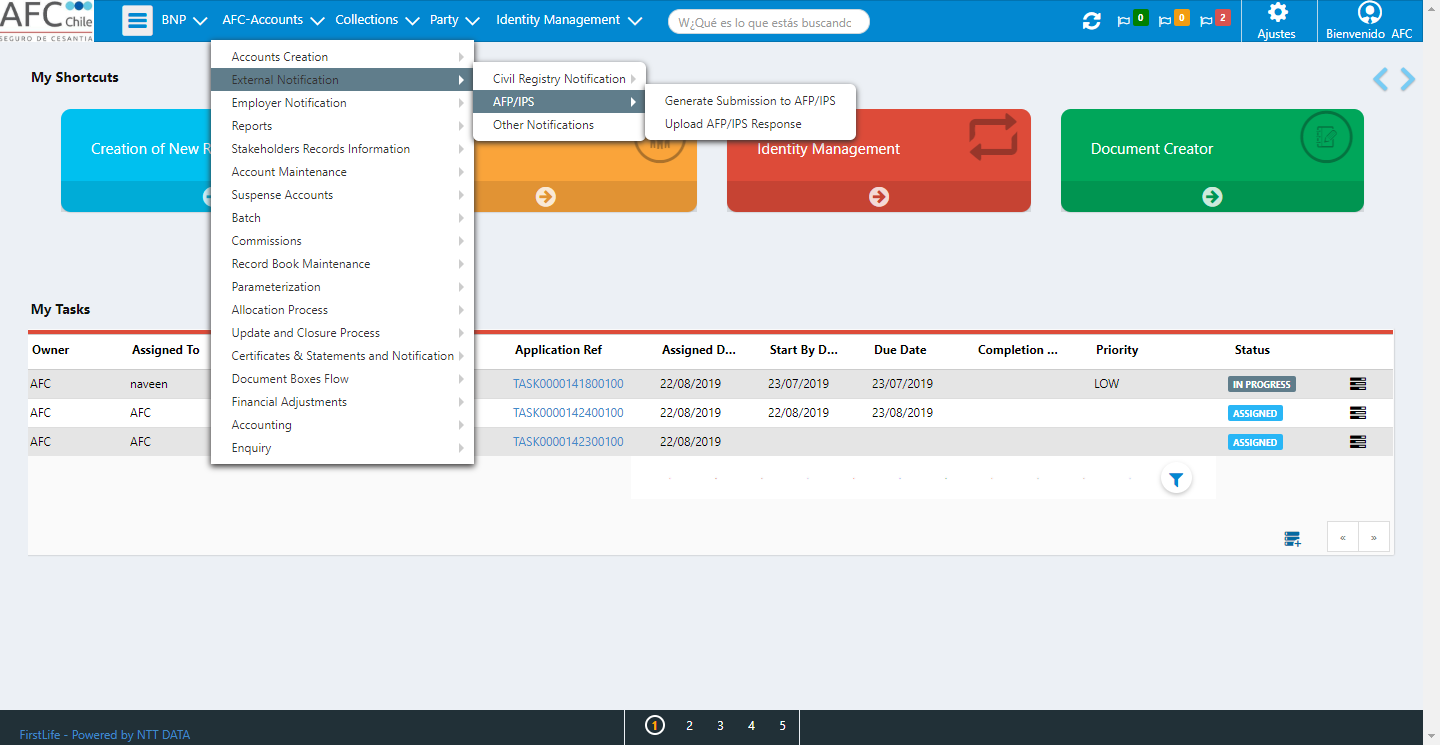 AFC Chile
SEGURO DE CESANTIA
BNP
AFC-Accounts
Collections
Party
Identity Management
W¿Qué es lo que estás buscandc
0
0
2
Ajustes
Bienvenido AFC
My Shortcuts
Accounts Creation
External Notification
Employer Notification
Reports
Stakeholders Records Information
Account Maintenance
Suspense Accounts
Batch
Commissions
Record Book Maintenance
Parameterization
Allocation Process
Update and Closure Process
Certificates & Statements and Notification
Document Boxes Flow
Financial Adjustments
Accounting
Enquiry
Civil Registry Notification
AFP/IPS
Other Notifications
Generate Submission to AFP/IPS
Upload AFP/IPS Response
Creation of New R
Identity Management
Document Creator
My Tasks
Owner Assigned To Application Ref Assigned D... Start By D... Due Date Completion ... Priority Status
AFC naveen TASK0000141800100 22/08/2019 23/07/2019 23/07/2019 LOW IN PROGRESS
AFC AFC TASK0000142400100 22/08/2019 22/08/2019 23/08/2019 ASSIGNED
AFC AFC TASK0000142300100 22/08/2019 ASSIGNED
« »
FirstLife - Powered by NTT DATA
1 2 3 4 5